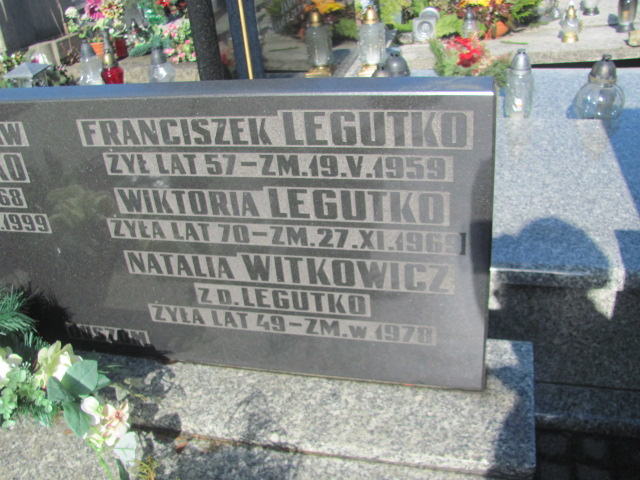 FRANCISZEK LEGUTKO
ŻYŁ LAT 57-ZM.19.V.1959
WIKTORIA LEGUTKO
ŻYŁA LAT 70-ZM.27.XI.1969
NATALIA WITKOWICZ
Z D. LEGUTKO
ŻYŁA LAT 49-ZM.W 1978